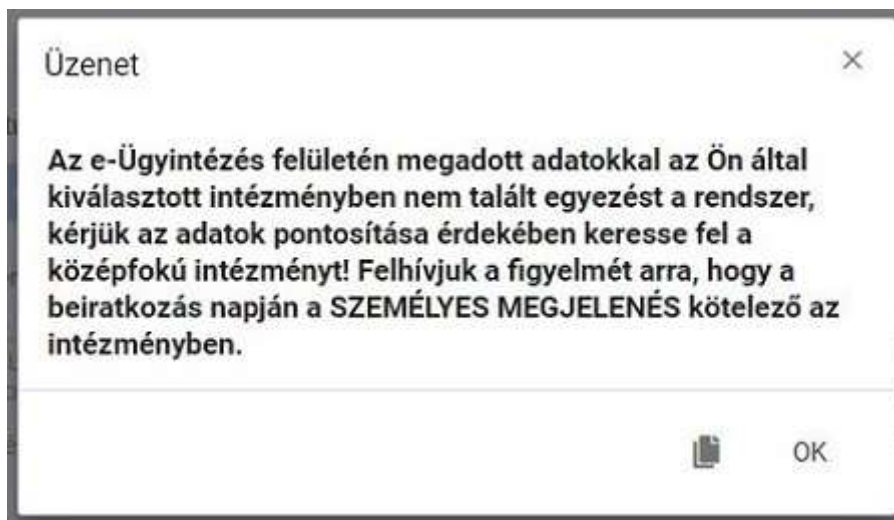 Üzenet
Az e-Ügyintézés felületén megadott adatokkal az Ön által
kiválasztott intézményben nem talált egyezést a rendszer,
kérjük az adatok pontosítása érdekében keresse fel a
középfokú intézményt! Felhívjuk a figyelmét arra, hogy a
beiratkozás napján a SZEMÉLYES MEGJELENÉS kötelező az
intézményben.
OK